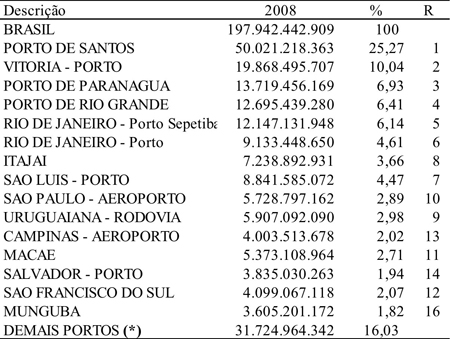 Descrição 2008 % R
BRASIL 197.942.442.909 100
PORTO DE SANTOS 50.021.218.363 25,27 1
VITORIA - PORTO 19.868.495.707 10,04 2
PORTO DE PARANAGUA 13.719.456.169 6,93 3
PORTO DE RIO GRANDE 12.695.439.280 6,41 4
RIO DE JANEIRO - Porto Sepetiba 12.147.131.948 6,14 5
RIO DE JANEIRO - Porto 9.133.448.650 4,61 6
ITAJAI 7.238.892.931 3,66 8
SAO LUIS - PORTO 8.841.585.072 4,47 7
SAO PAULO - AEROPORTO 5.728.797.162 2,89 10
URUGUAIANA - RODOVIA 5.907.092.090 2,98 9
CAMPINAS - AEROPORTO 4.003.513.678 2,02 13
MACAE 5.373.108.964 2,71 11
SALVADOR - PORTO 3.835.030.263 1,94 14
SAO FRANCISCO DO SUL 4.099.067.118 2,07 12
MUNGUBA 3.605.201.172 1,82 16
DEMAIS PORTOS (*) 31.724.964.342 16,03